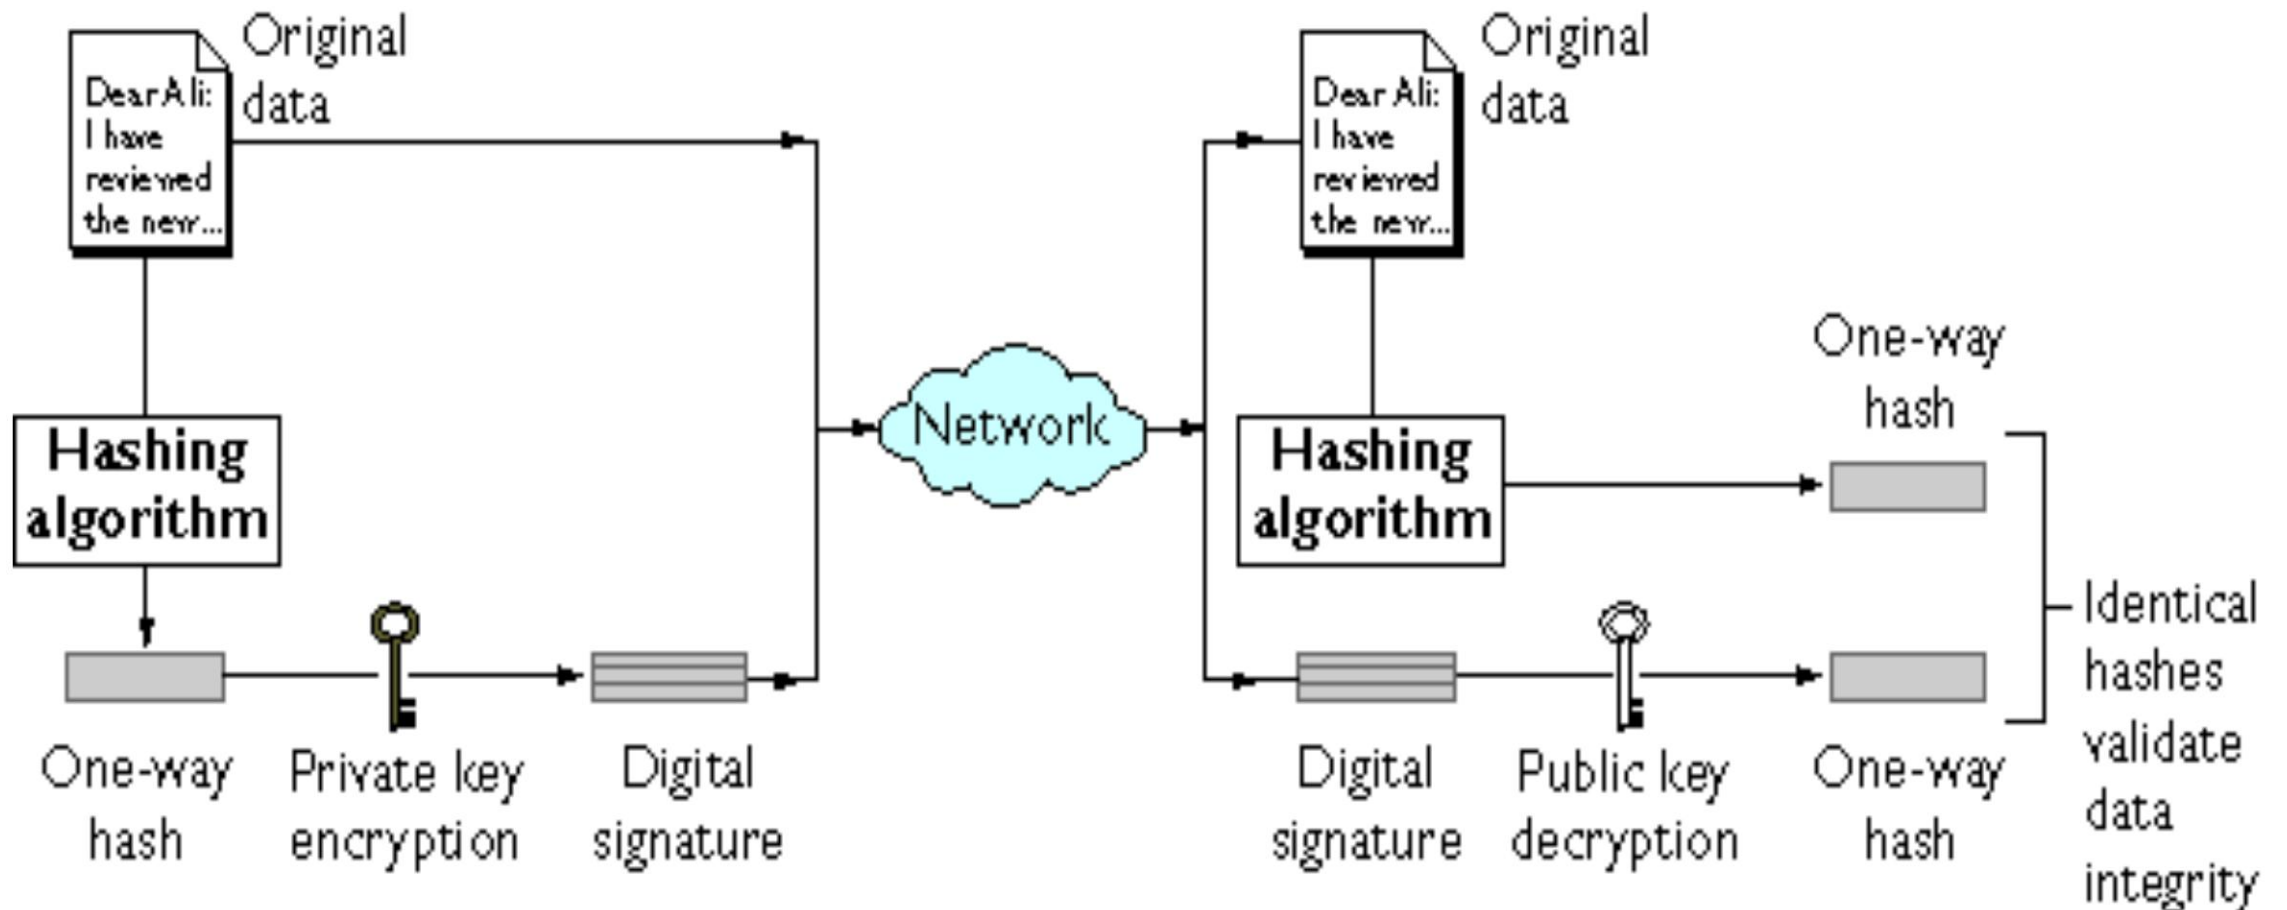 Original
data
Dear Ali:
I have
reviewed
the new...
Hashing
algorithm
One-way
hash
Private key
encryption
Digital
signature
Network
Original
data
Dear Ali:
I have
reviewed
the new...
Hashing
algorithm
One-way
hash
Digital
signature
Public key
decryption
One-way
hash
Identical
hashes
validate
data
integrity